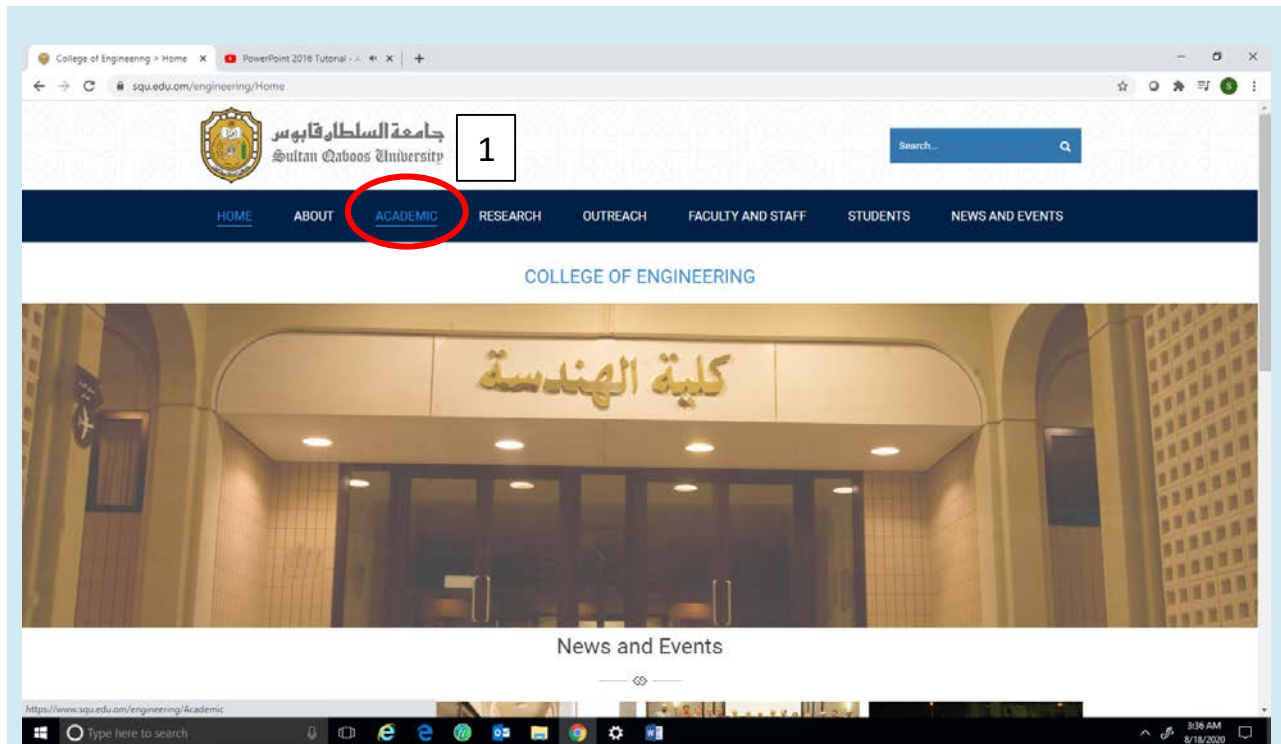 College of Engineering > Home
PowerPoint 2016 Tutorial - A
squ.edu.om/engineering/Home
S
جامعة السلطان قابوس
Sultan Qaboos University
1
Search...
HOME ABOUT ACADEMIC RESEARCH OUTREACH FACULTY AND STAFF STUDENTS NEWS AND EVENTS
COLLEGE OF ENGINEERING
كلية الهندسة
News and Events
https://www.squ.edu.om/engineering/Academic
Type here to search
3:36 AM
8/18/2020